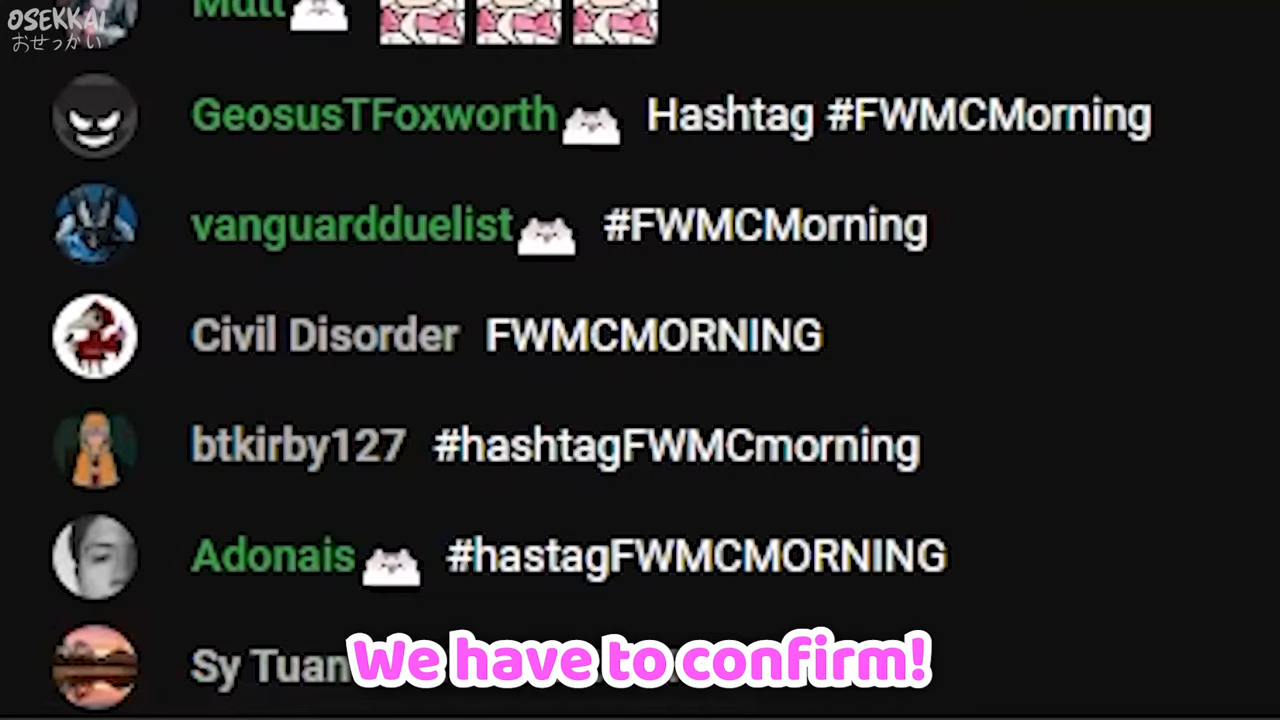 OSEKKAI
おせっかい
Matt
GeosusTFoxworth Hashtag #FWMCMorning
vanguardduelist #FWMCMorning
Civil Disorder FWMCMORNING
btkirby127 #hashtagFWMCmorning
Adonais #hastagFWMCMORNING
Sy Tuan
We have to confirm!